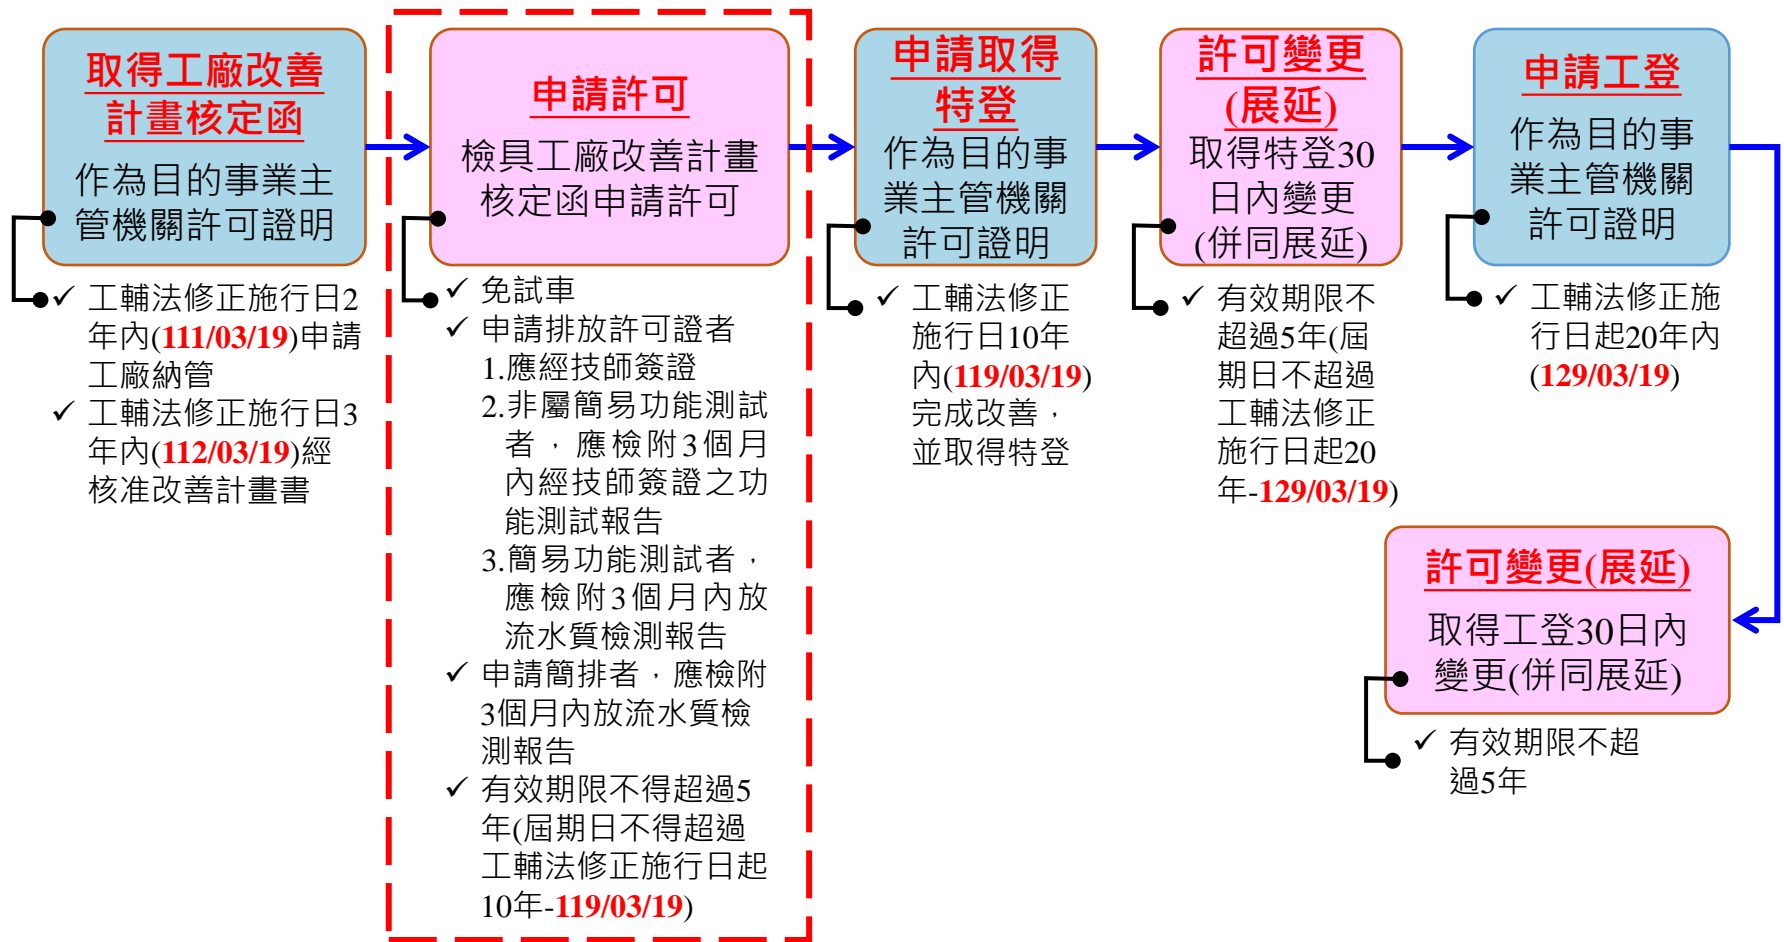 取得工廠改善
計畫核定函
作為目的事業主
管機關許可證明
✓ 工輔法修正施行日2
年內(111/03/19)申請
工廠納管
✓ 工輔法修正施行日3
年內(112/03/19)經
核准改善計畫書
申請許可
檢具工廠改善計畫
核定函申請許可
✓ 免試車
✓ 申請排放許可證者
1.應經技師簽證
2.非屬簡易功能測試
者，應檢附3個月
內經技師簽證之功
能測試報告
3.簡易功能測試者，
應檢附3個月內放
流水質檢測報告
✓ 申請簡排者，應檢附
3個月內放流水質檢
測報告
✓ 有效期限不得超過5
年(屆期日不得超過
工輔法修正施行日起
10年-119/03/19)
申請取得
特登
作為目的事
業主管機關
許可證明
✓ 工輔法修正
施行日10年
內(119/03/19)
完成改善，
並取得特登
許可變更
(展延)
取得特登30
日內變更
(併同展延)
✓ 有效期限不
超過5年(屆
期日不超過
工輔法修正
施行日起20
年-129/03/19)
申請工登
作為目的事
業主管機關
許可證明
✓ 工輔法修正施
行日起20年內
(129/03/19)
許可變更(展延)
取得工登30日內
變更(併同展延)
✓ 有效期限不超
過5年